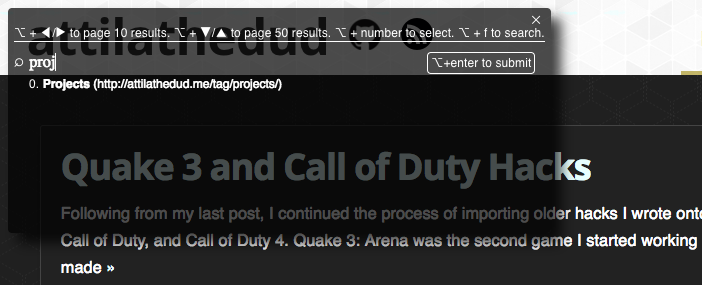 attilathedud
×
⌥ + ◀/▶ to page 10 results. ⌥ + ▼/▲ to page 50 results. ⌥ + number to select. ⌥ + f to search.
proj
⌥+enter to submit
0. Projects (http://attilathedud.me/tag/projects/)
Quake 3 and Call of Duty Hacks
Following from my last post, I continued the process of importing older hacks I wrote onto
Call of Duty, and Call of Duty 4. Quake 3: Arena was the second game I started working
made »